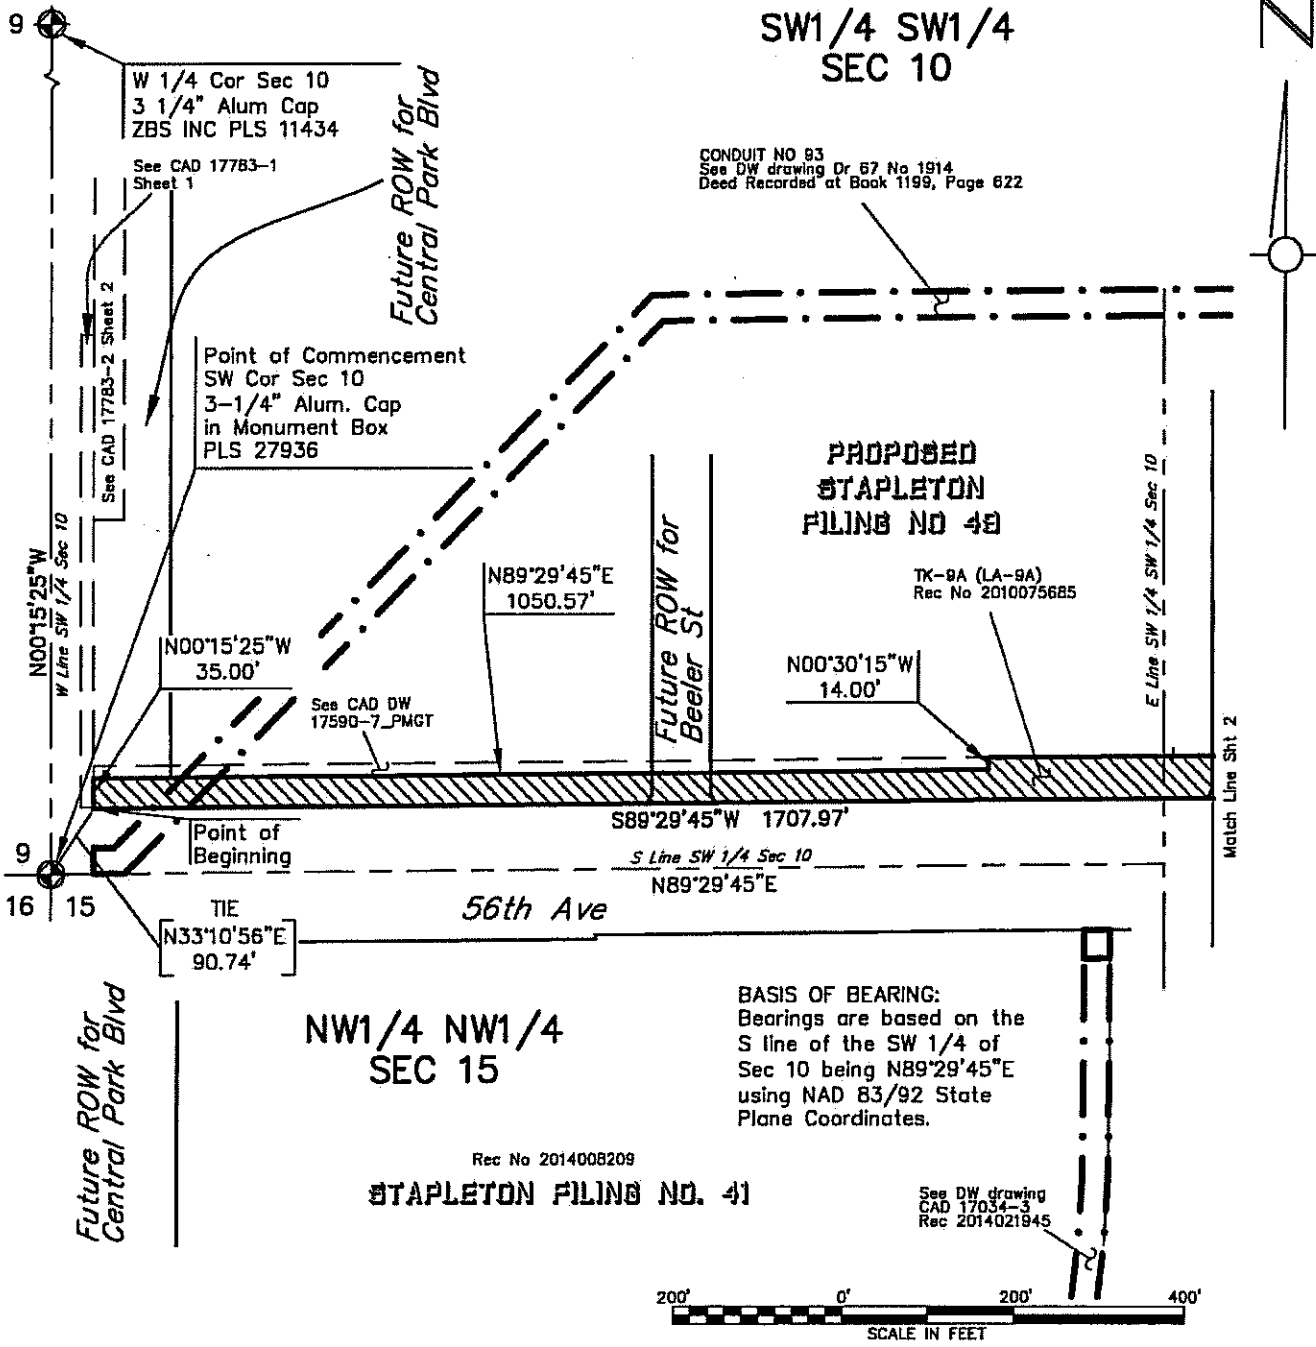 9
W 1/4 Cor Sec 10
3 1/4" Alum Cap
ZBS INC PLS 11434
See CAD 17783-1
Sheet 1
Future ROW for
Central Park Blvd
SW1/4 SW1/4
SEC 10
CONDUIT NO 93
See DW drawing Dr 67 No 1914
Deed Recorded at Book 1199, Page 622
See CAD 17783-2 Sheet 2
Point of Commencement
SW Cor Sec 10
3-1/4" Alum. Cap
in Monument Box
PLS 27936
N00°15'25"W
W Line SW 1/4 Sec 10
N00°15'25"W
35.00'
See CAD DW
17590-7_PMGT
N89°29'45"E
1050.57'
Future ROW for
Beeler St
PROPOSED
STAPLETON
FILING NO 49
TK-9A (LA-9A)
Rec No 2010075685
N00°30'15"W
14.00'
E Line SW 1/4 SW 1/4 Sec 10
Match Line Sht 2
Point of
Beginning
S89°29'45"W 1707.97'
S Line SW 1/4 Sec 10
N89°29'45"E
9
16 15
TIE
N33°10'56"E
90.74'
56th Ave
Future ROW for
Central Park Blvd
NW1/4 NW1/4
SEC 15
BASIS OF BEARING:
Bearings are based on the
S line of the SW 1/4 of
Sec 10 being N89°29'45"E
using NAD 83/92 State
Plane Coordinates.
Rec No 2014008209
STAPLETON FILING NO. 41
See DW drawing
CAD 17034-3
Rec 2014021945
200' 0' 200' 400'
SCALE IN FEET